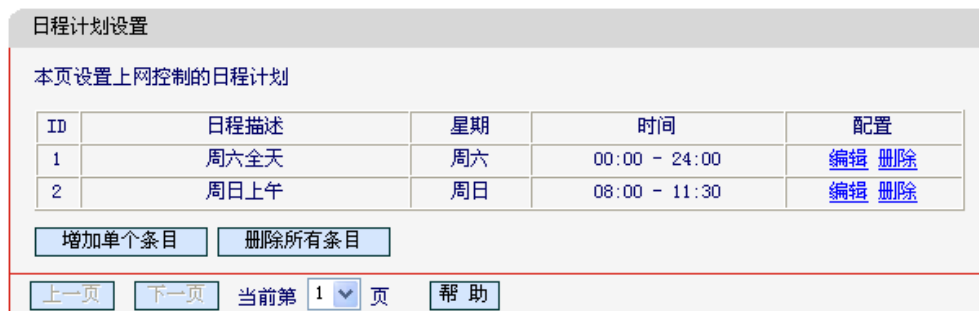 日程计划设置
本页设置上网控制的日程计划
ID 日程描述 星期 时间 配置
1 周六全天 周六 00:00 - 24:00 编辑 删除
2 周日上午 周日 08:00 - 11:30 编辑 删除
增加单个条目 删除所有条目
上一页 下一页 当前第 1 页 帮 助